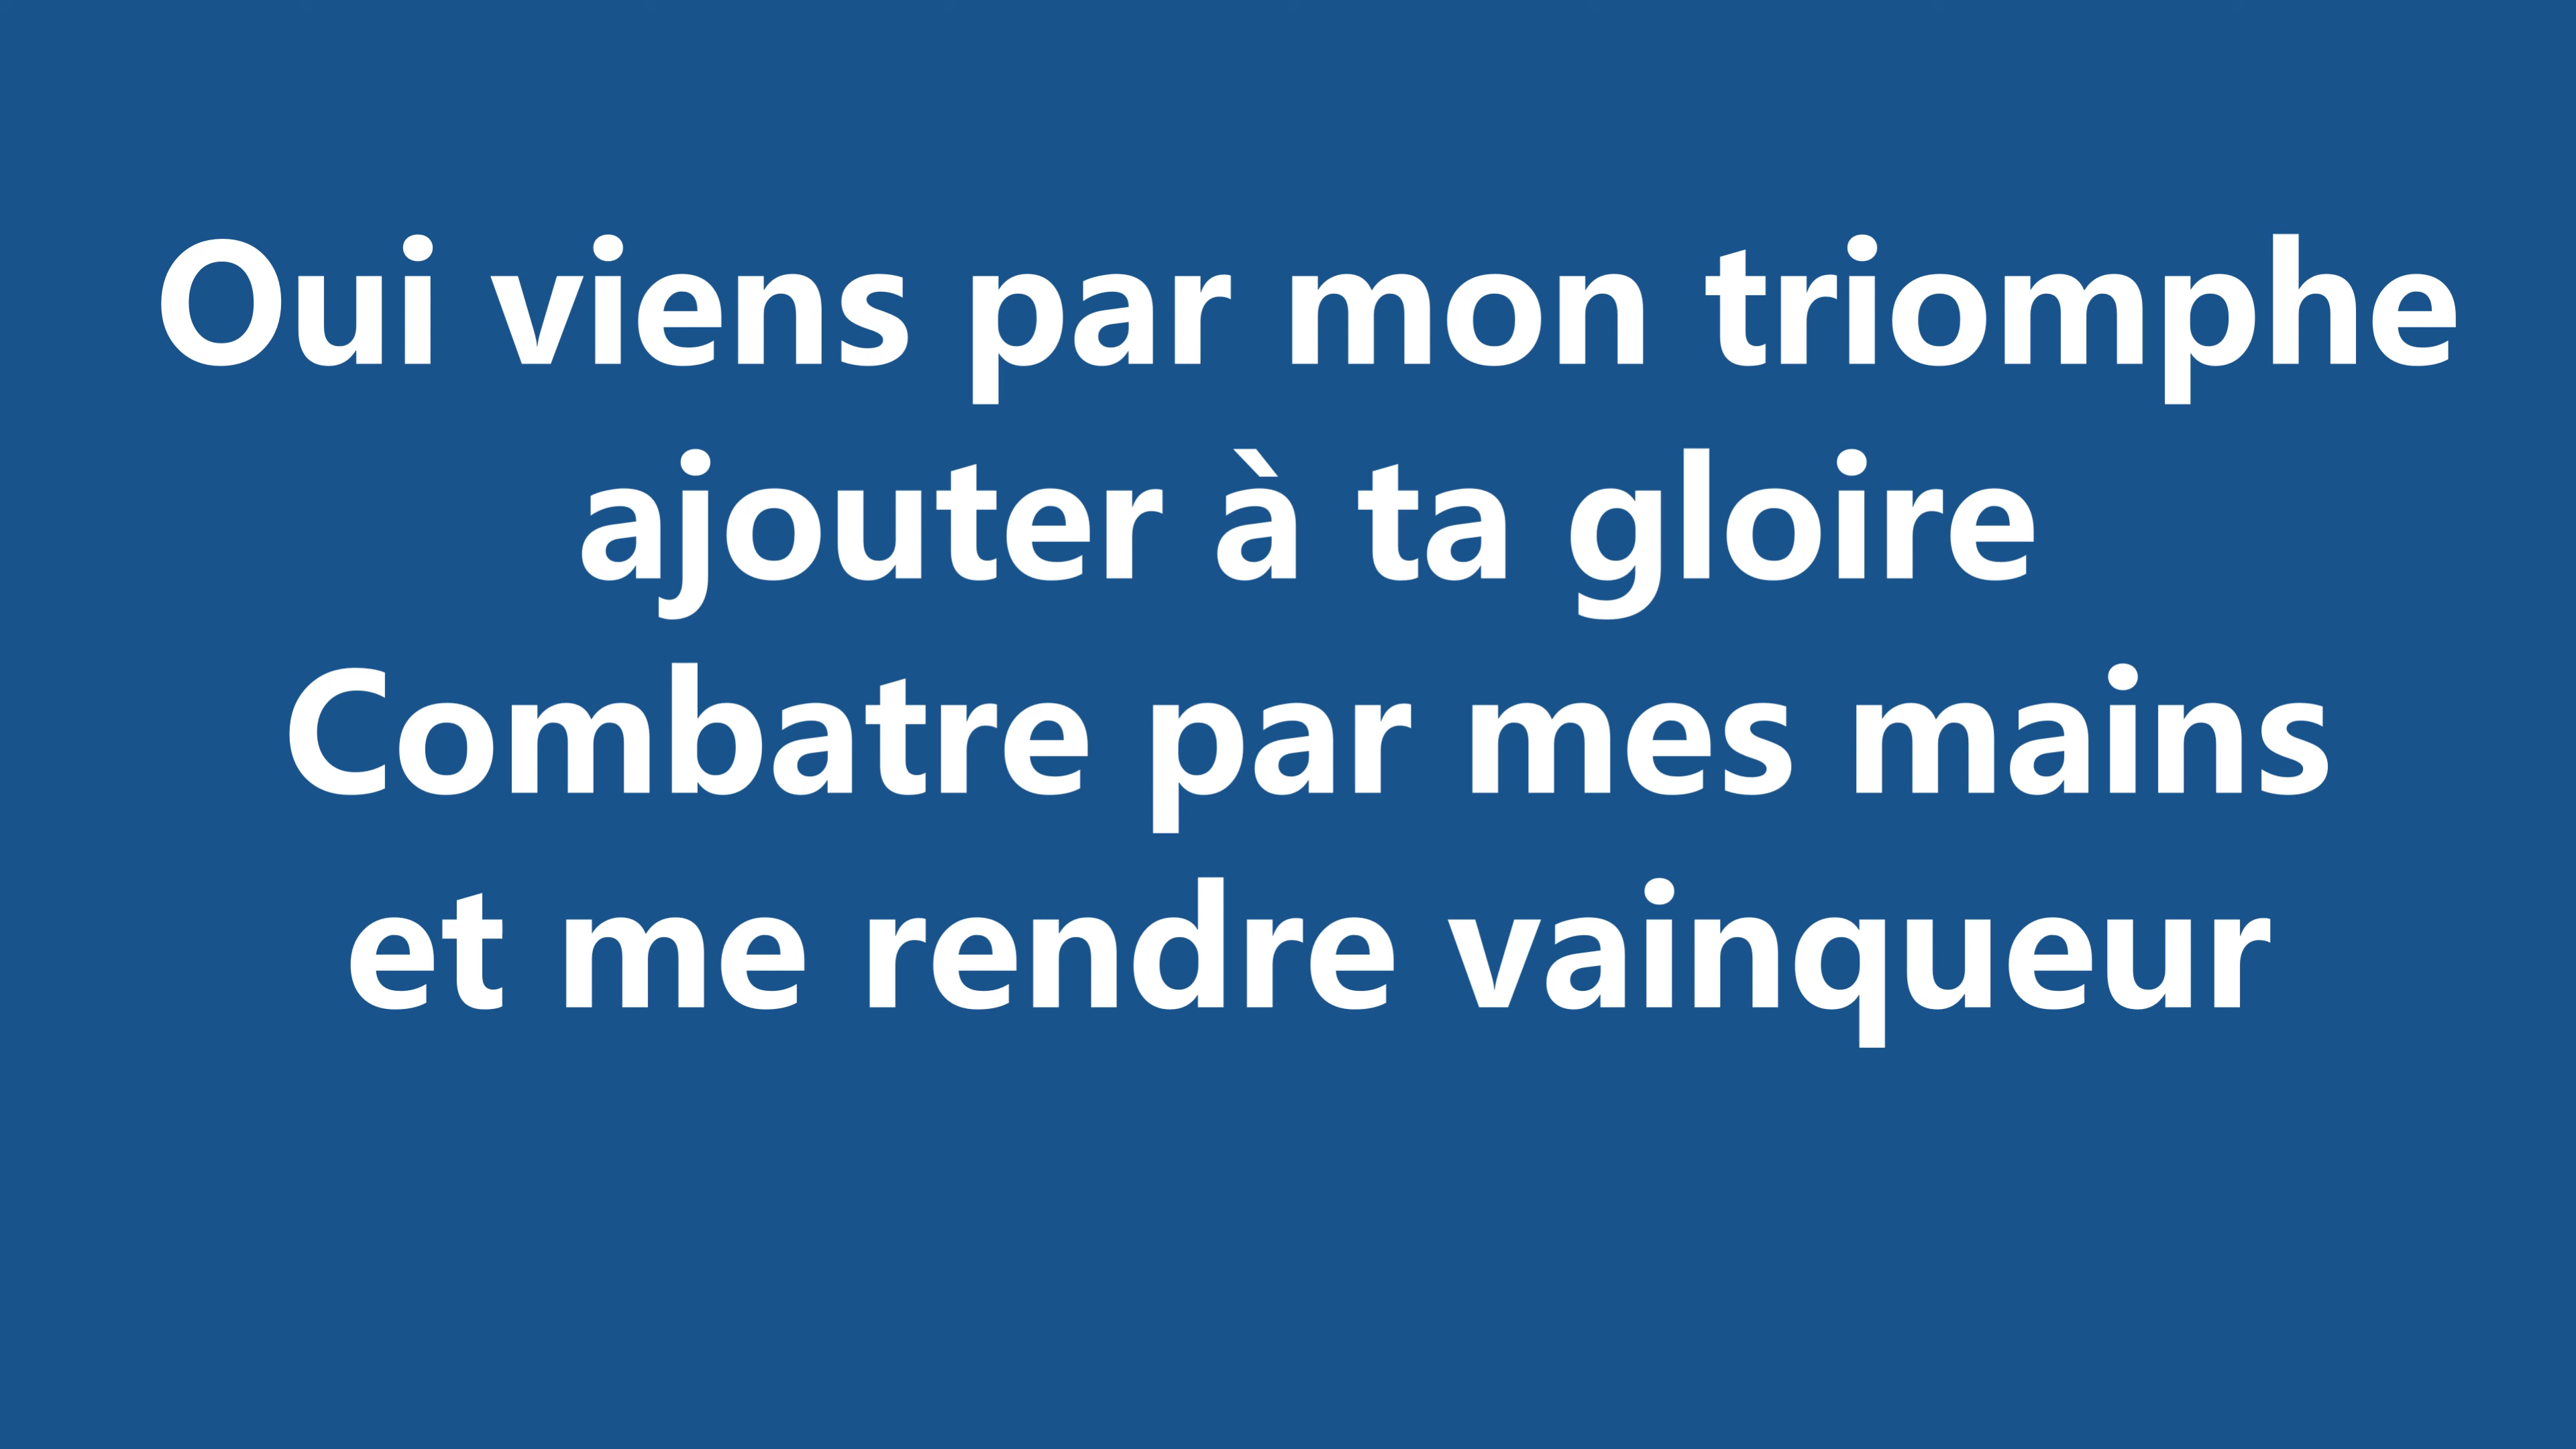 Oui viens par mon triomphe
ajouter à ta gloire
Combatre par mes mains
et me rendre vainqueur